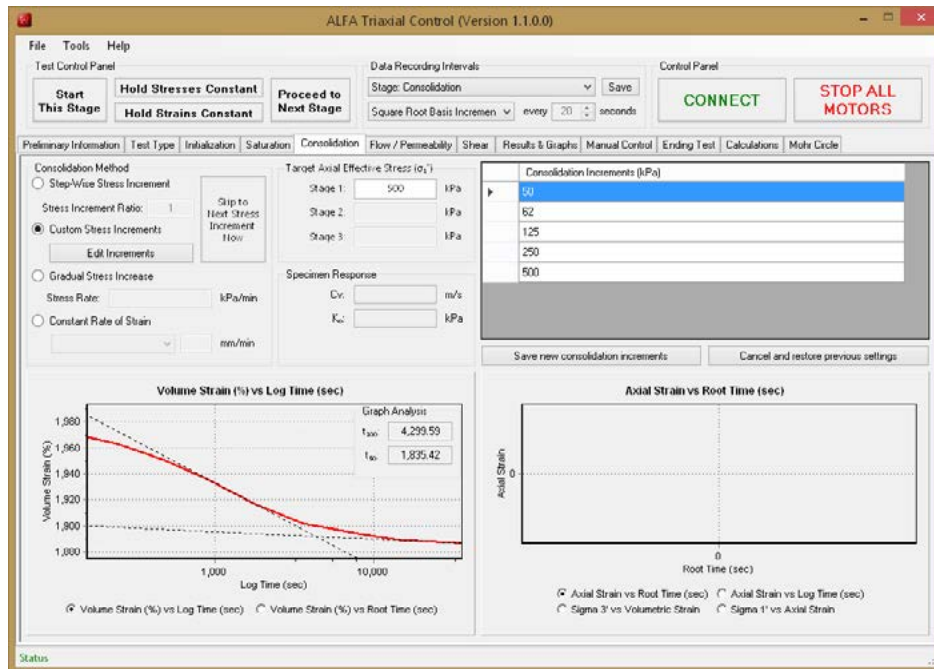 ALFA Triaxial Control (Version 1.1.0.0)
File Tools Help
Test Control Panel
Start This Stage
Hold Stresses Constant
Hold Strains Constant
Proceed to Next Stage
Data Recording Intervals
Stage: Consolidation
Save
Square Root Basis Incremen
every 20 seconds
Control Panel
CONNECT
STOP ALL MOTORS
Preliminary Information Test Type Initialization Saturation Consolidation Flow / Permeability Shear Results & Graphs Manual Control Ending Test Calculations Mohr Circle
Consolidation Method
Step-Wise Stress Increment
Stress Increment Ratio: 1
Custom Stress Increments
Edit Increments
Skip to Next Stress Increment Now
Gradual Stress Increase
Stress Rate: kPa/min
Constant Rate of Strain
mm/min
Target Axial Effective Stress (σ₁')
Stage 1: 500 kPa
Stage 2: kPa
Stage 3: kPa
Specimen Response
Cv: m/s
kPa
Consolidation Increments (kPa)
50
62
125
250
500
Save new consolidation increments
Cancel and restore previous settings
Volume Strain (%) vs Log Time (sec)
Graph Analysis
t₁₀₀: 4,299.59
t₅₀: 1,835.42
Volume Strain (%)
1,980
1,960
1,940
1,920
1,900
1,880
1,000
10,000
Log Time (sec)
Volume Strain (%) vs Log Time (sec) Volume Strain (%) vs Root Time (sec)
Axial Strain vs Root Time (sec)
Axial Strain
0
0
Root Time (sec)
Axial Strain vs Root Time (sec) Axial Strain vs Log Time (sec)
Sigma 3' vs Volumetric Strain Sigma 1' vs Axial Strain
Status